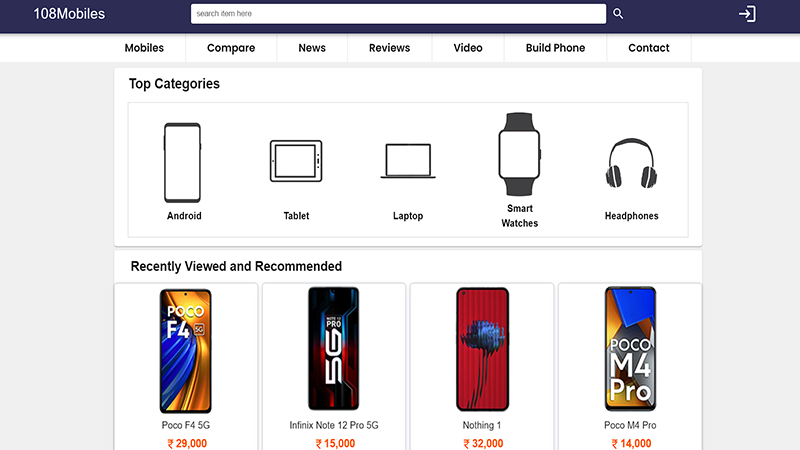 108Mobiles
search item here
Mobiles
Compare
News
Reviews
Video
Build Phone
Contact
Top Categories
Android
Tablet
Laptop
Smart
Watches
Headphones
Recently Viewed and Recommended
POCO
F4 5G
NOTE 12
PRO
5G
POCO
M4
Pro
Poco F4 5G
Infinix Note 12 Pro 5G
Nothing 1
Poco M4 Pro
₹ 29,000
₹ 15,000
₹ 32,000
₹ 14,000